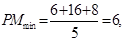 PM_min = (6+16+8)/5 = 6,